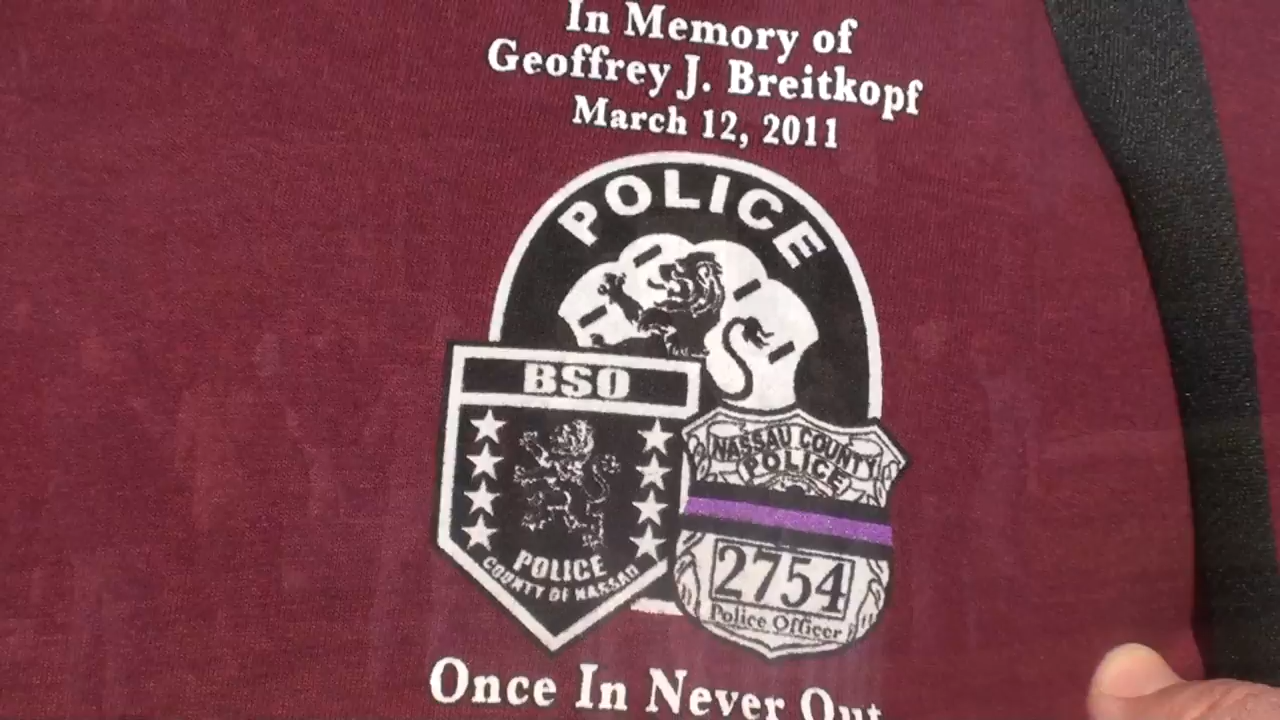 In Memory of
Geoffrey J. Breitkopf
March 12, 2011
POLICE
BSO
POLICE
COUNTY OF NASSAU
NASSAU COUNTY
POLICE
2754
Police Officer
Once In Never Out